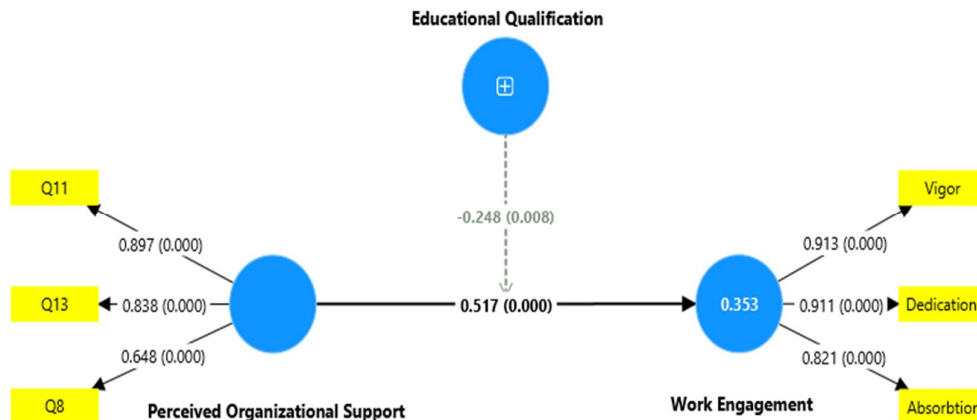 Educational Qualification
Q11
Vigor
-0.248 (0.008)
0.897 (0.000)
0.913 (0.000)
Q13
0.838 (0.000)
0.517 (0.000)
0.353
0.911 (0.000)
Dedication
0.648 (0.000)
0.821 (0.000)
Q8
Perceived Organizational Support
Work Engagement
Absorbtion